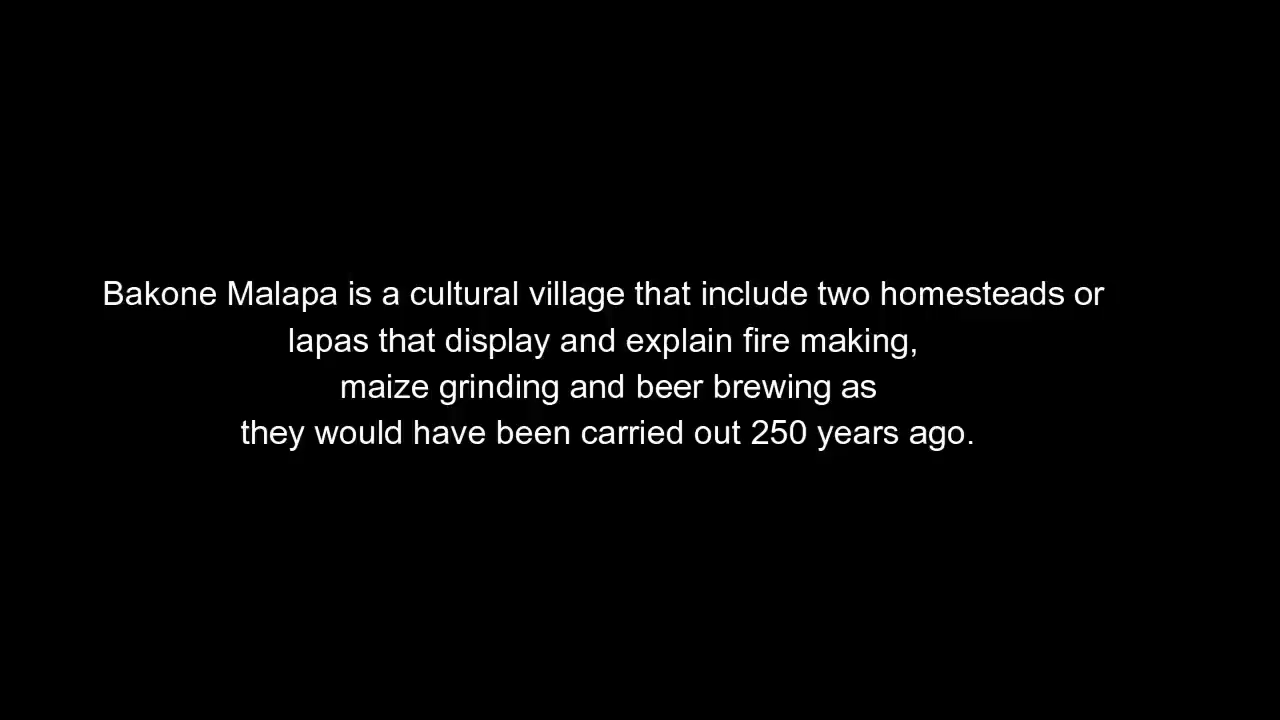 Bakone Malapa is a cultural village that include two homesteads or
lapas that display and explain fire making,
maize grinding and beer brewing as
they would have been carried out 250 years ago.